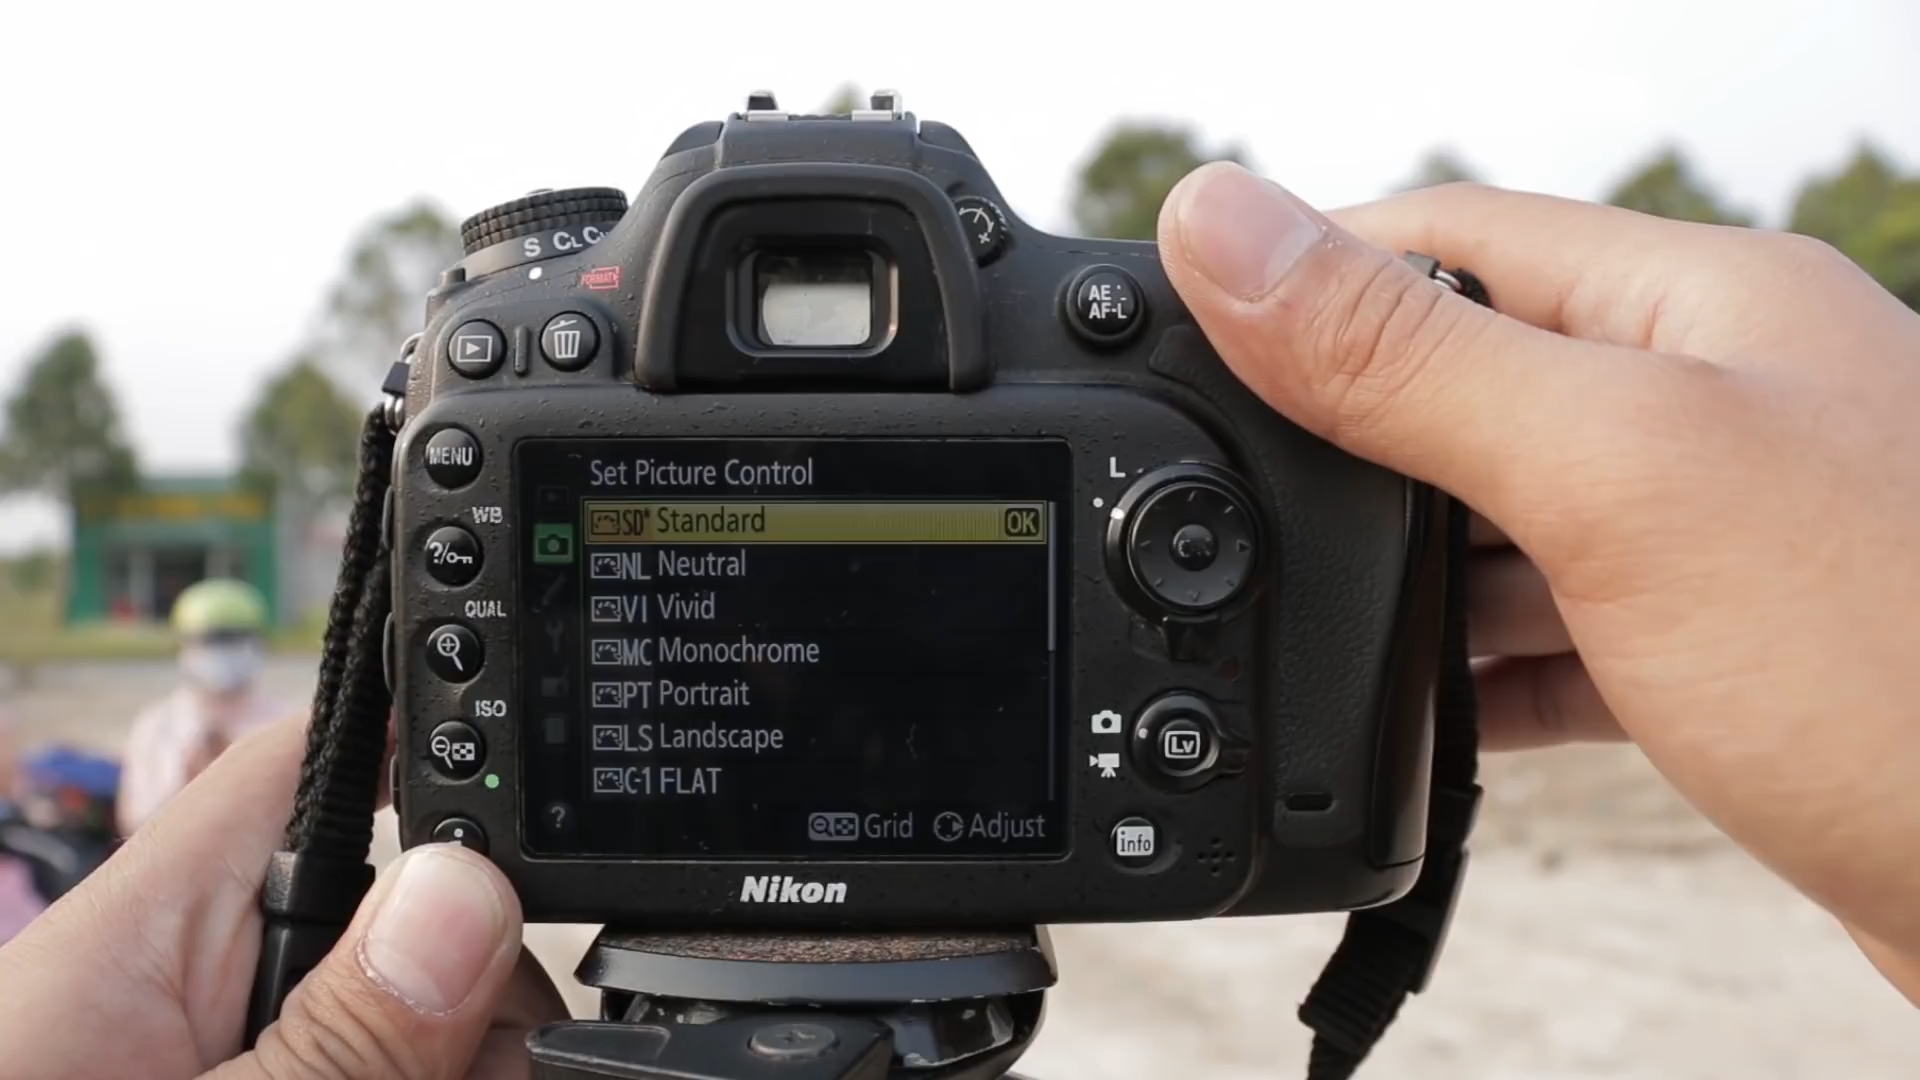 S CL
FORMAT
AE
AF-L
MENU
WB
?
QUAL
ISO
L
Set Picture Control
SD* Standard OK
NL Neutral
VI Vivid
MC Monochrome
PT Portrait
LS Landscape
C-1 FLAT
?
Grid Adjust
OK
Lv
info
i
Nikon